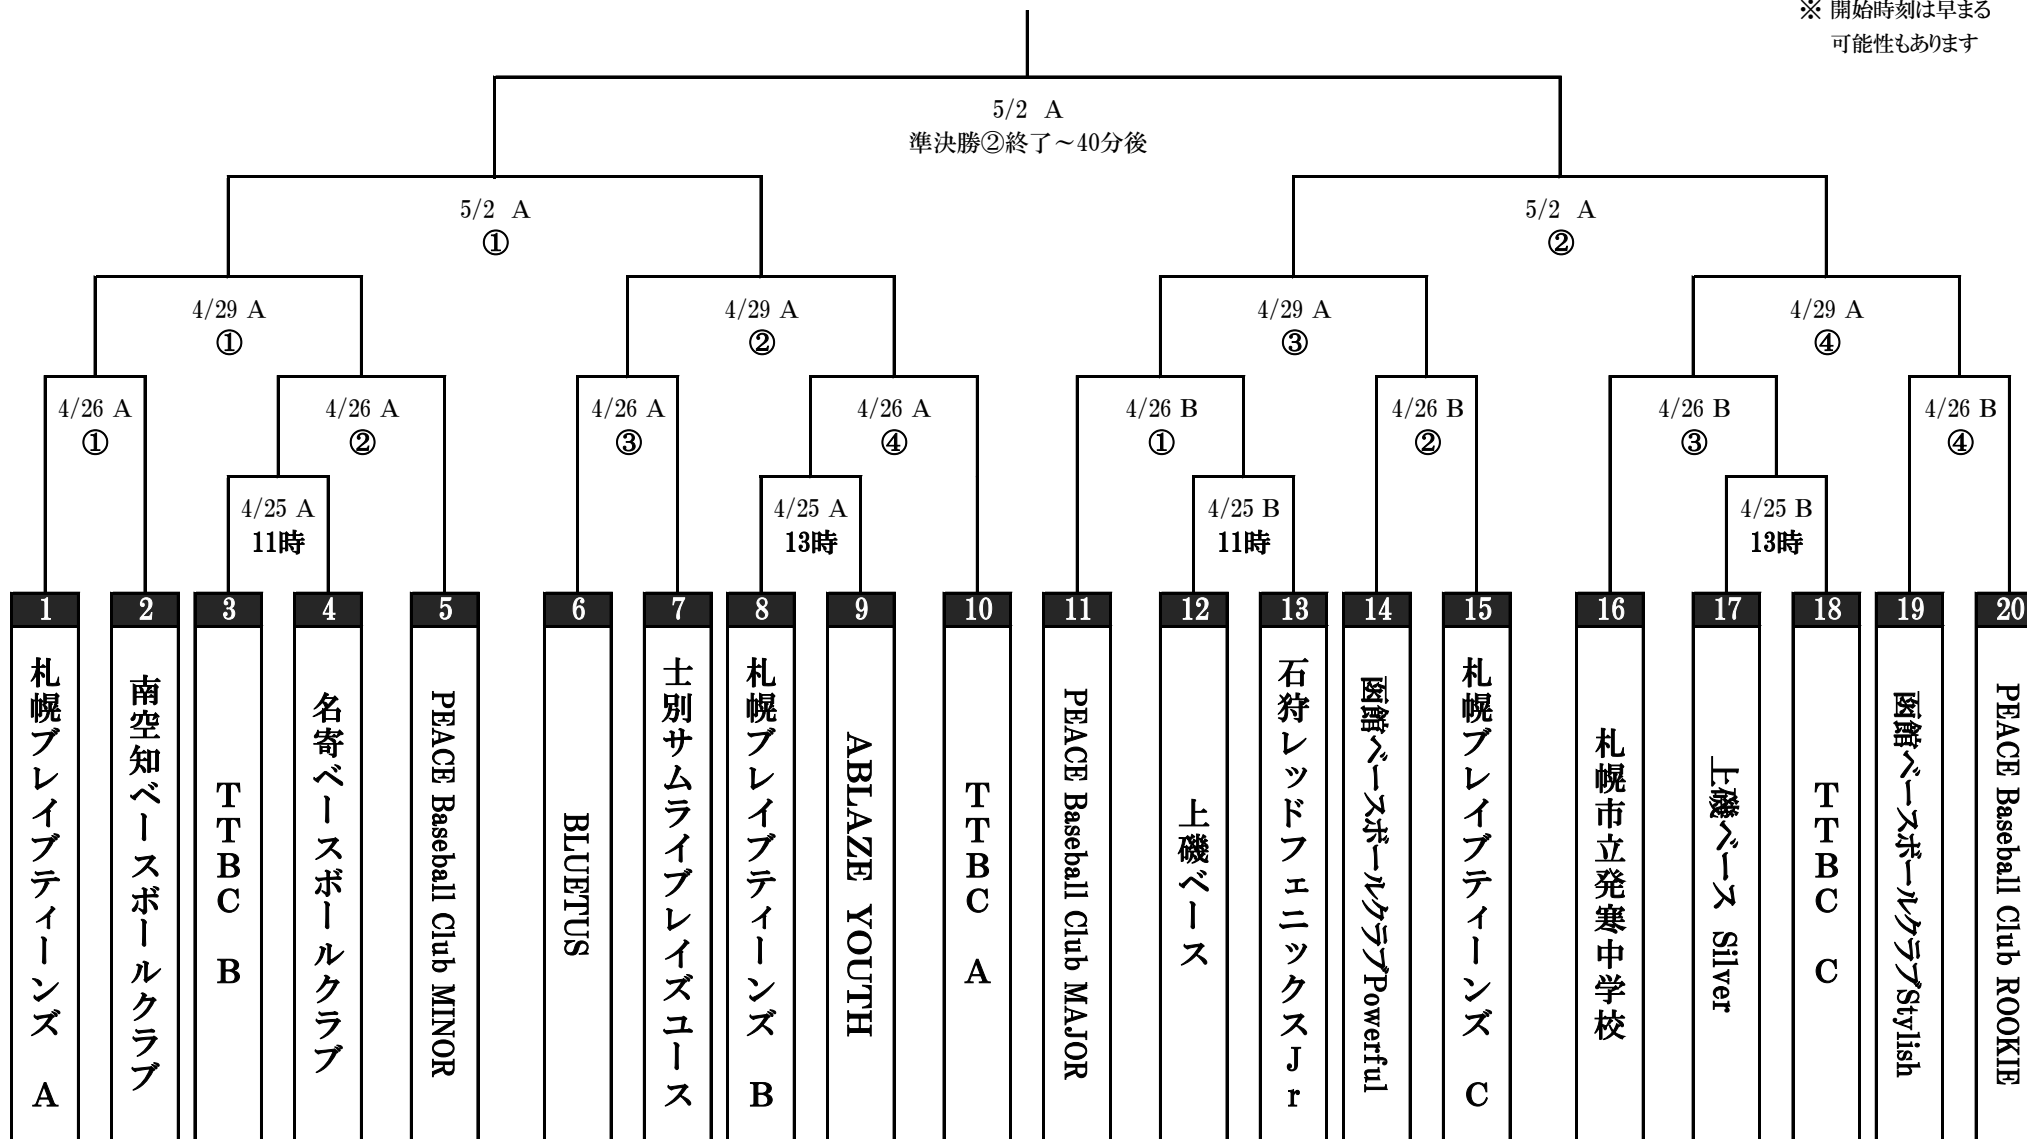 ※ 開始時刻は早まる
可能性もあります
5/2 A
準決勝②終了～40分後
5/2 A
①
5/2 A
②
4/29 A
①
4/29 A
②
4/29 A
③
4/29 A
④
4/26 A
①
4/26 A
②
4/26 A
③
4/26 A
④
4/26 B
①
4/26 B
②
4/26 B
③
4/26 B
④
4/25 A
11時
4/25 A
13時
4/25 B
11時
4/25 B
13時
1
札幌ブレイブティーンズ A
2
南空知ベースボールクラブ
3
TTBC B
4
名寄ベースボールクラブ
5
PEACE Baseball Club MINOR
6
BLUETUS
7
士別サムライブレイズユース
8
札幌ブレイブティーンズ B
9
ABLAZE YOUTH
10
TTBC A
11
PEACE Baseball Club MAJOR
12
上磯ベース
13
石狩レッドフェニックスJr
14
函館ベースボールクラブPowerful
15
札幌ブレイブティーンズ C
16
札幌市立発寒中学校
17
上磯ベース Silver
18
TTBC C
19
函館ベースボールクラブStylish
20
PEACE Baseball Club ROOKIE